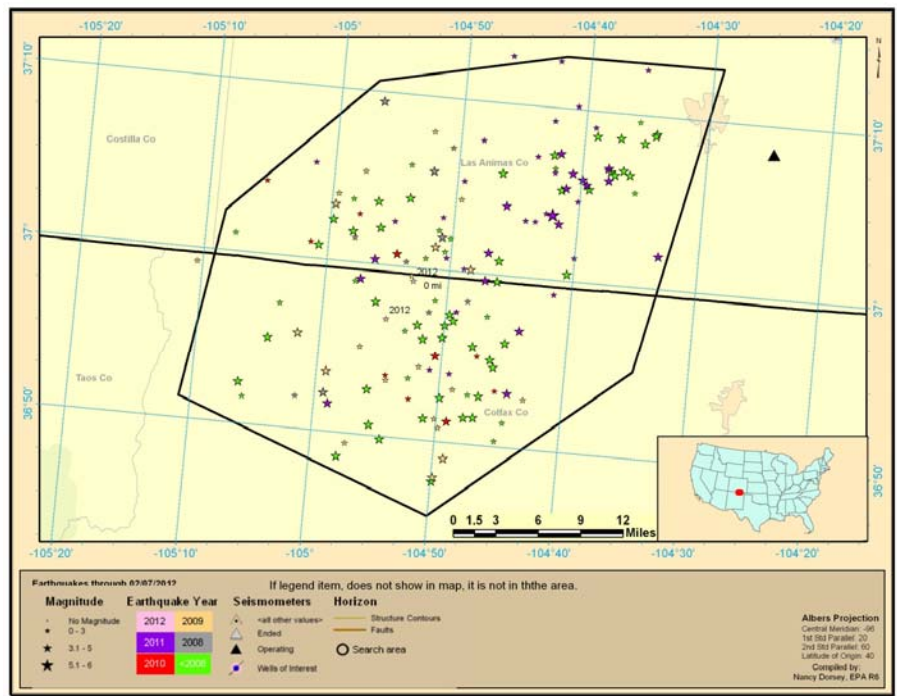 -105°20' -105°10' -105°5' -104°50' -104°40' -104°30' -104°20'
37°10'
N
Costilla Co
Las Animas Co
37°10'
37°
2012
0 mi
2012
37°
Taos Co
36°50'
Colfax Co
36°50'
0 1.5 3 6 9 12
Miles
-105°20' -105°10' -105° -104°50' -104°40' -104°30' -104°20'
Earthquakes through 02/07/2012
If legend item, does not show in map, it is not in ththe area.
Magnitude Earthquake Year Seismometers Horizon
No Magnitude 2012 2009 <all other values> Structure Contours
0 - 3 Ended Faults
3.1 - 5 2011 2008 Operating Search area
5.1 - 6 2010 <2008 Wells of Interest
Albers Projection
Central Meridian: -96
1st Std Parallel: 20
2nd Std Parallel: 60
Latitude of Origin: 40
Compiled by:
Nancy Dorsey, EPA R6